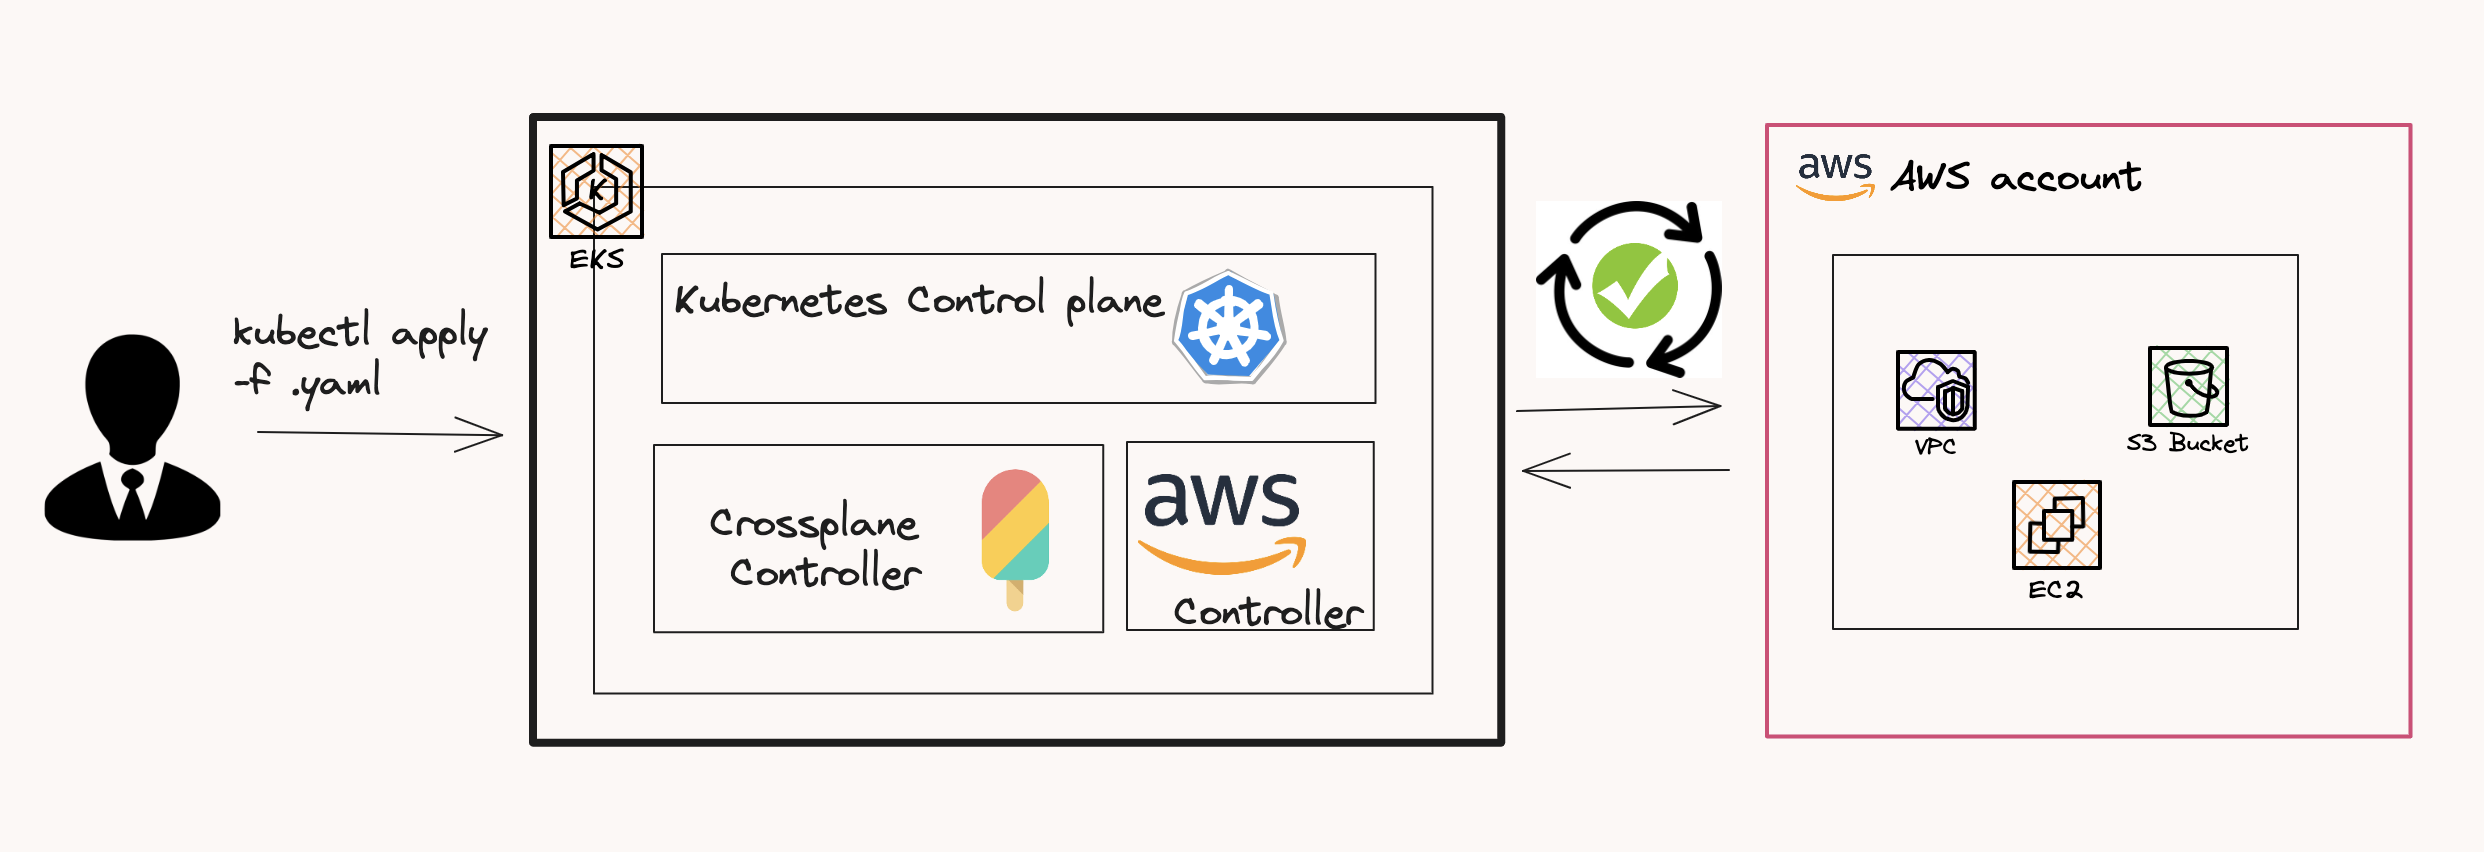 kubectl apply
-f .yaml
EKS
Kubernetes Control plane
Crossplane
Controller
aws
Controller
aws AWS account
VPC
S3 Bucket
EC2